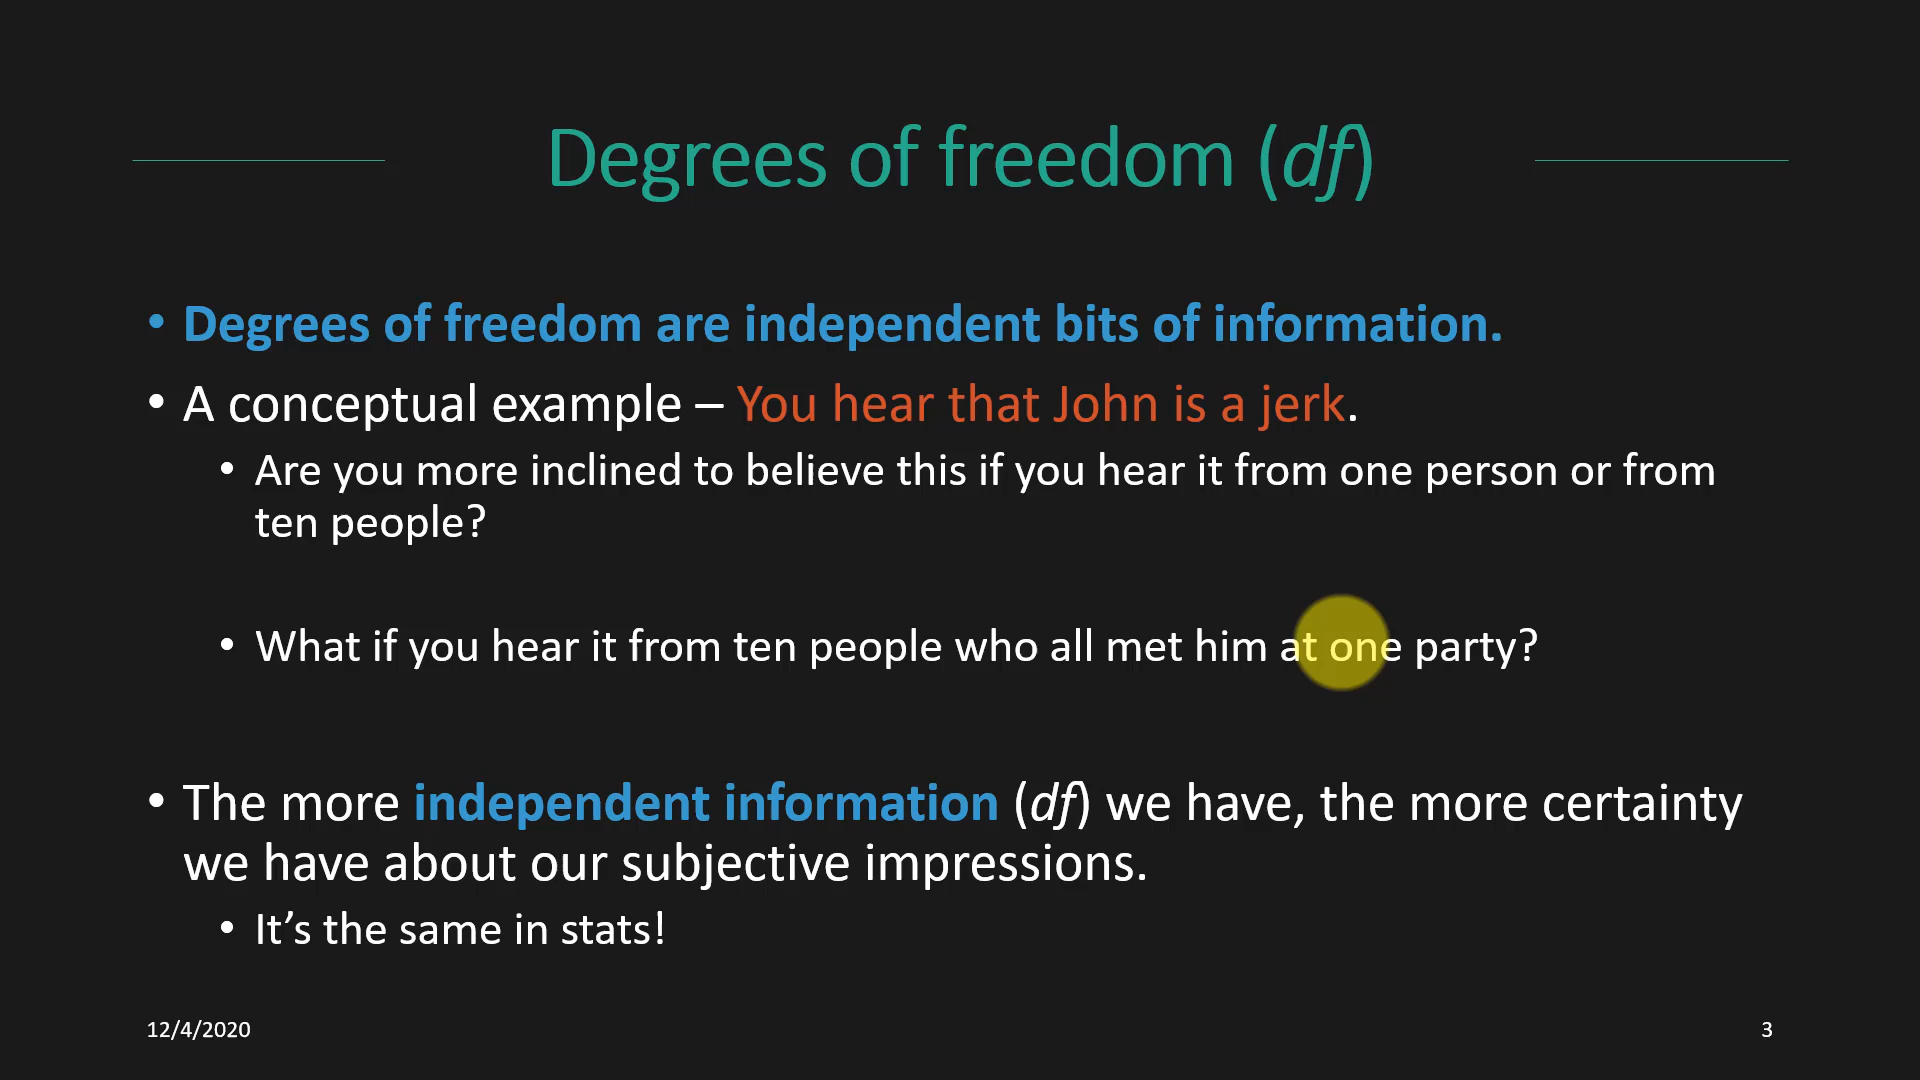 Degrees of freedom (df)
• Degrees of freedom are independent bits of information.
• A conceptual example – You hear that John is a jerk.
• Are you more inclined to believe this if you hear it from one person or from
ten people?
• What if you hear it from ten people who all met him at one party?
• The more independent information (df) we have, the more certainty
we have about our subjective impressions.
• It’s the same in stats!
12/4/2020
3